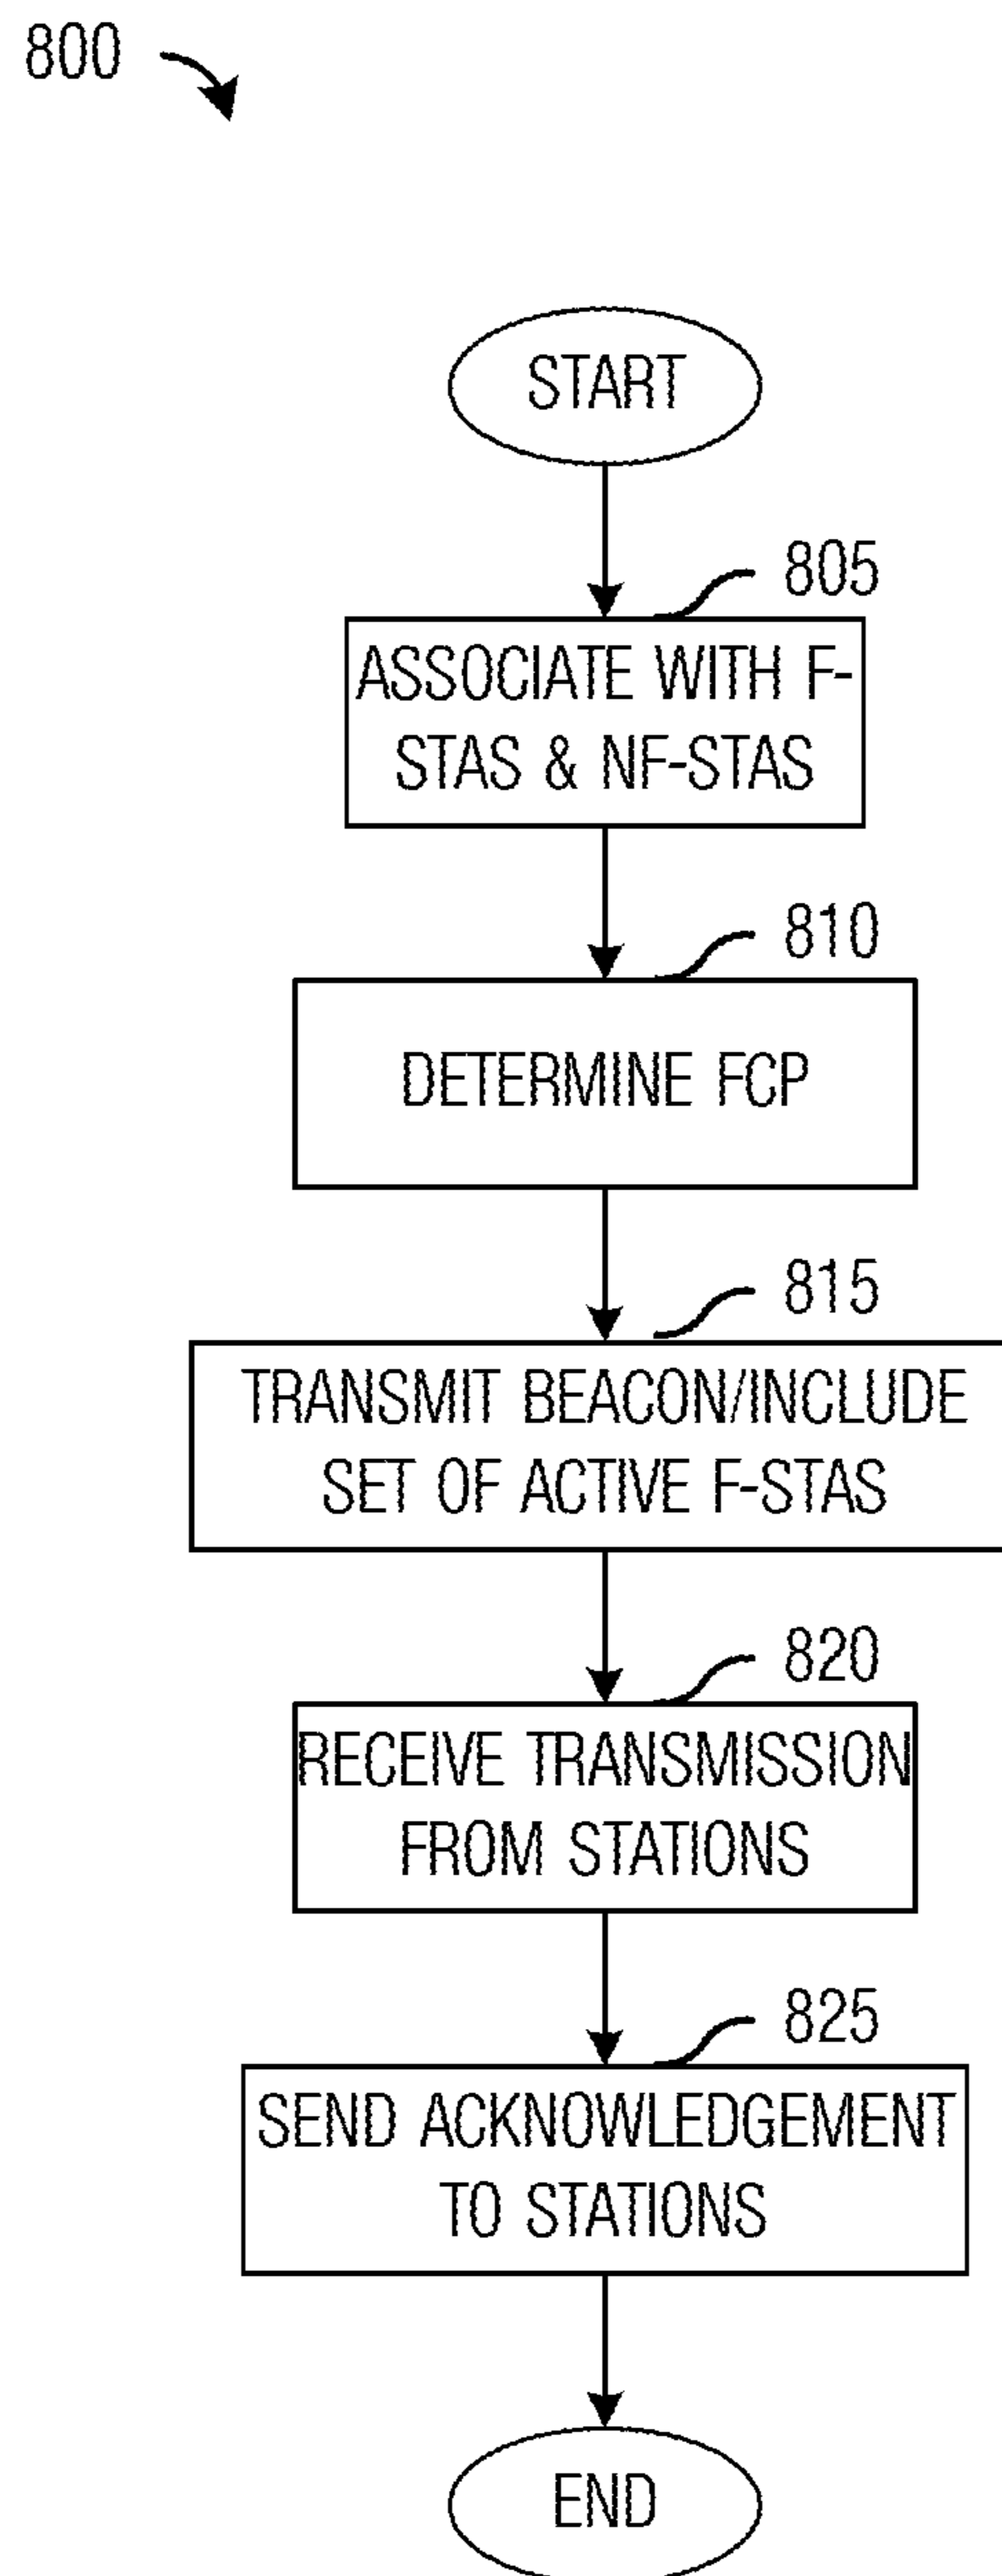 800
START
805
ASSOCIATE WITH F-
STAS & NF-STAS
810
DETERMINE FCP
815
TRANSMIT BEACON/INCLUDE
SET OF ACTIVE F-STAS
820
RECEIVE TRANSMISSION
FROM STATIONS
825
SEND ACKNOWLEDGEMENT
TO STATIONS
END